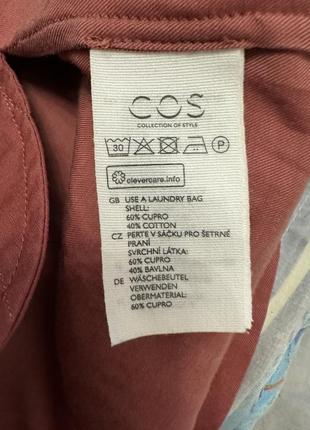 COS
COLLECTION OF STYLE
30 P
clevercare.info
GB USE A LAUNDRY BAG
SHELL:
60% CUPRO
40% COTTON
CZ PERTE V SÁČKU PRO ŠETRNÉ
PRANÍ
SVRCHNÍ LÁTKA:
60% CUPRO
40% BAVLNA
DE WÄSCHEBEUTEL
VERWENDEN
OBERMATERIAL:
60% CUPRO